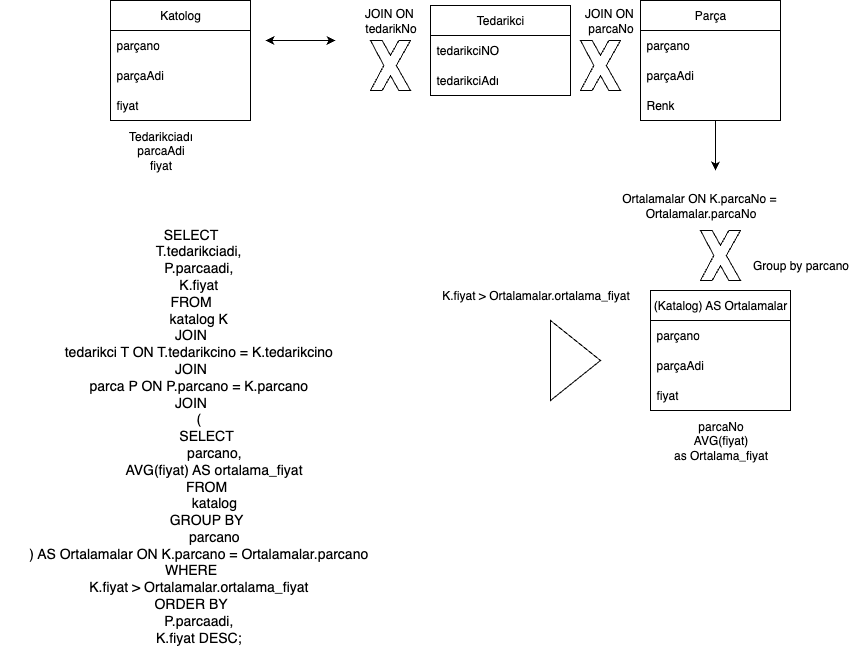 Katolog
parçano
parçaAdi
fiyat
Tedarikciadı
parcaAdi
fiyat
JOIN ON
tedarikNo
Tedarikci
tedarikciNO
tedarikciAdı
JOIN ON
parcaNo
Parça
parçano
parçaAdi
Renk
Ortalamalar ON K.parcaNo =
Ortalamalar.parcaNo
Group by parcano
K.fiyat > Ortalamalar.ortalama_fiyat
(Katalog) AS Ortalamalar
parçano
parçaAdi
fiyat
parcaNo
AVG(fiyat)
as Ortalama_fiyat
SELECT
T.tedarikciadi,
P.parcaadi,
K.fiyat
FROM
katalog K
JOIN
tedarikci T ON T.tedarikcino = K.tedarikcino
JOIN
parca P ON P.parcano = K.parcano
JOIN
(
SELECT
parcano,
AVG(fiyat) AS ortalama_fiyat
FROM
katalog
GROUP BY
parcano
) AS Ortalamalar ON K.parcano = Ortalamalar.parcano
WHERE
K.fiyat > Ortalamalar.ortalama_fiyat
ORDER BY
P.parcaadi,
K.fiyat DESC;